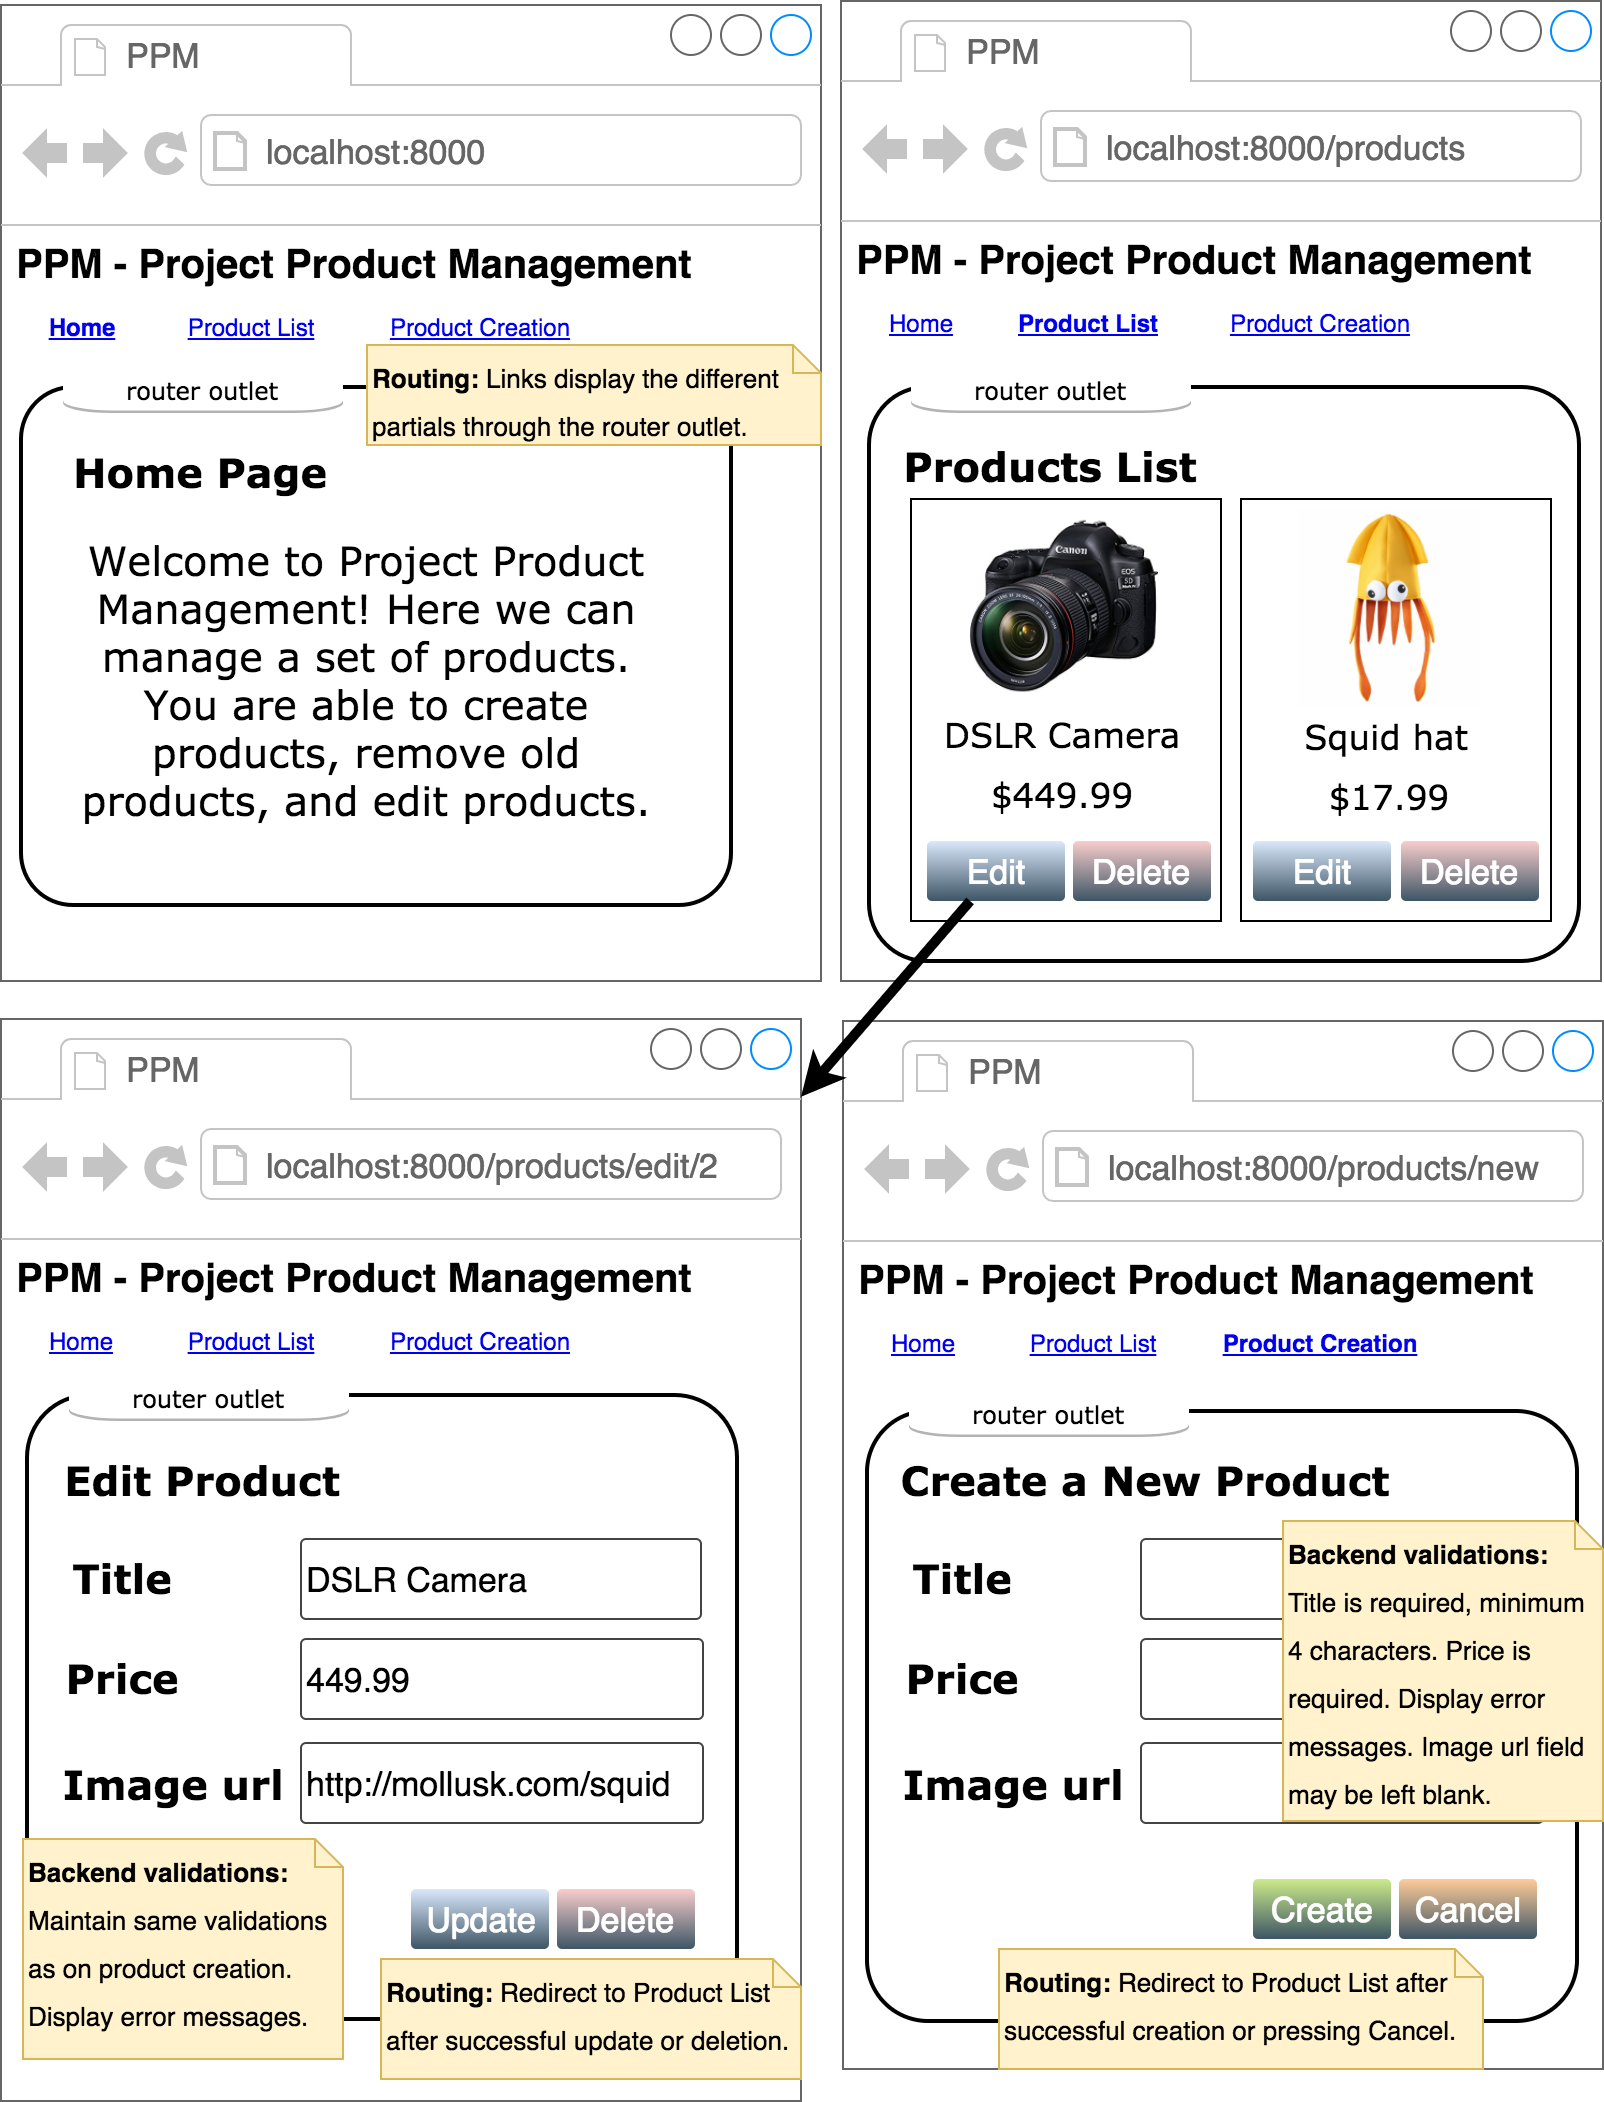 PPM
localhost:8000
PPM - Project Product Management
Home Product List Product Creation
Routing: Links display the different
partials through the router outlet.
router outlet
Home Page
Welcome to Project Product
Management! Here we can
manage a set of products.
You are able to create
products, remove old
products, and edit products.
PPM
localhost:8000/products
PPM - Project Product Management
Home Product List Product Creation
router outlet
Products List
Canon
EOS
5D
DSLR Camera
$449.99
Edit Delete
Squid hat
$17.99
Edit Delete
PPM
localhost:8000/products/edit/2
PPM - Project Product Management
Home Product List Product Creation
router outlet
Edit Product
Title DSLR Camera
Price 449.99
Image url http://mollusk.com/squid
Backend validations:
Maintain same validations
as on product creation.
Display error messages.
Update Delete
Routing: Redirect to Product List
after successful update or deletion.
PPM
localhost:8000/products/new
PPM - Project Product Management
Home Product List Product Creation
router outlet
Create a New Product
Title
Price
Image url
Backend validations:
Title is required, minimum
4 characters. Price is
required. Display error
messages. Image url field
may be left blank.
Create Cancel
Routing: Redirect to Product List after
successful creation or pressing Cancel.